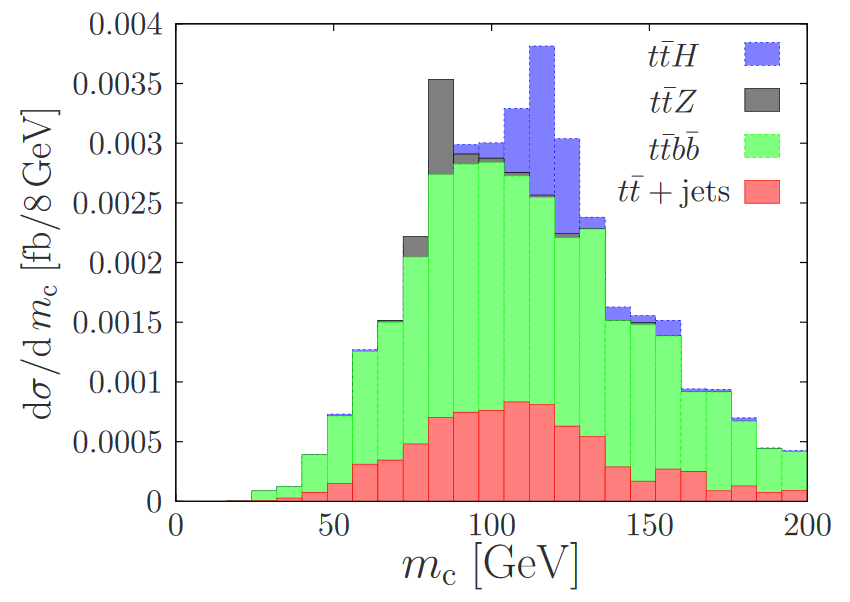 0.004
0.0035
0.003
0.0025
0.002
0.0015
0.001
0.0005
0
dσ/d m_c [fb/8 GeV]
tt̄H
tt̄Z
tt̄bb̄
tt̄ + jets
0
50
100
150
200
m_c [GeV]